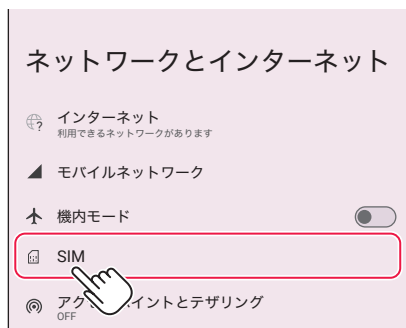 ネットワークとインターネット
インターネット
利用できるネットワークがあります
モバイルネットワーク
機内モード
SIM
アク イントとテザリング
OFF